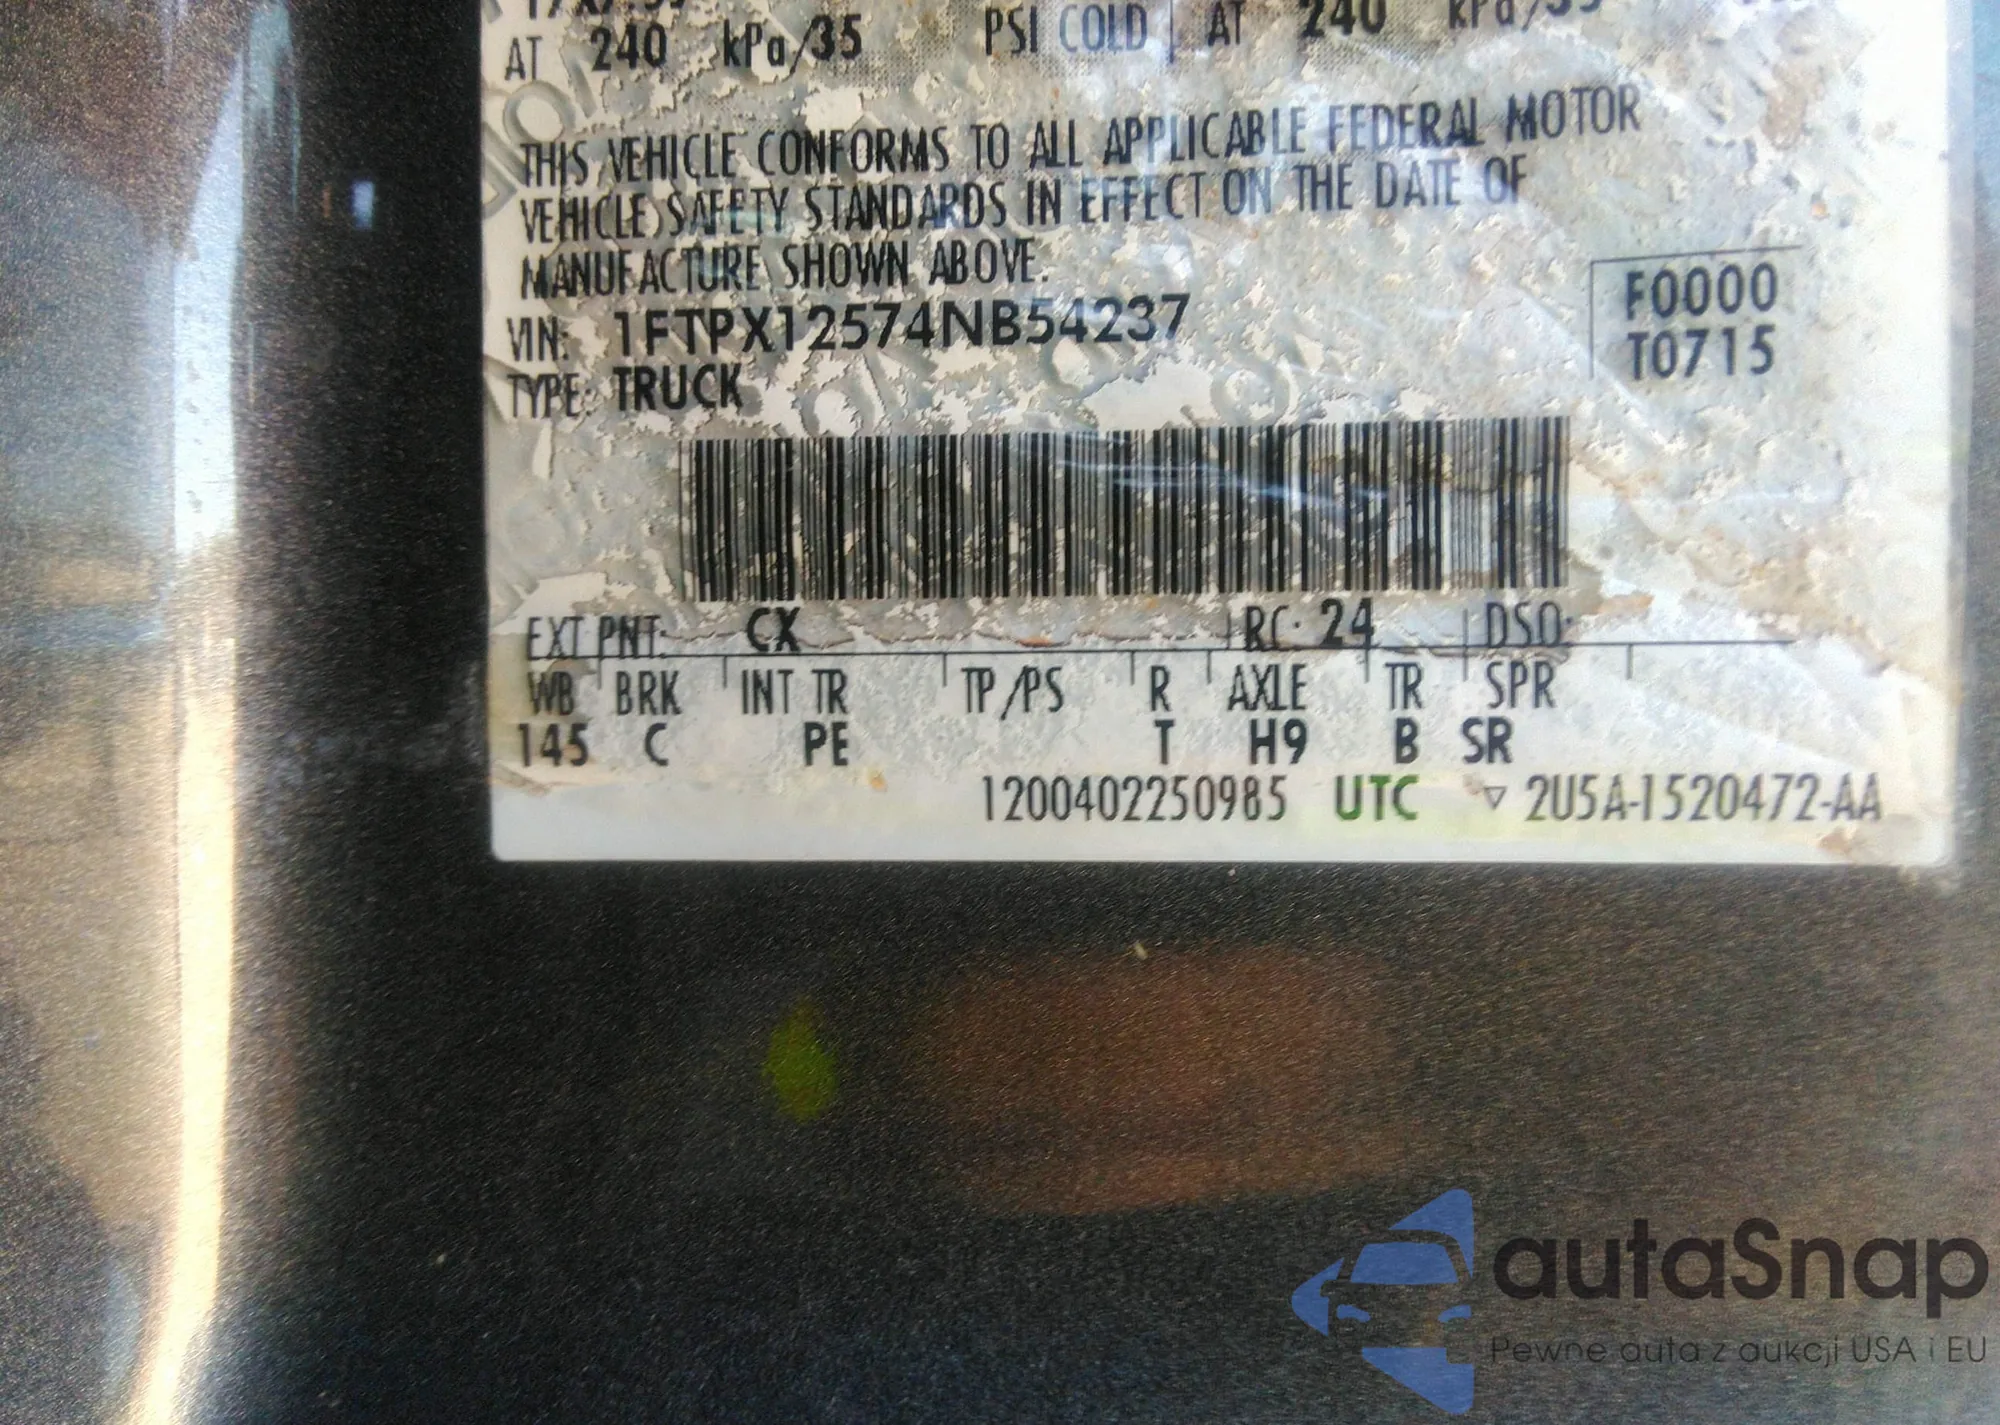 AT 240 kPa/35 PSI COLD AT 240 kPa/35
THIS VEHICLE CONFORMS TO ALL APPLICABLE FEDERAL MOTOR
VEHICLE SAFETY STANDARDS IN EFFECT ON THE DATE OF
MANUFACTURE SHOWN ABOVE.
VIN: 1FTPX12574NB54237
TYPE: TRUCK
F0000
T0715
EXT PNT: CX RC: 24 DSO:
WB BRK INT TR TP/PS R AXLE TR SPR
145 C PE T H9 B SR
1200402250985 UTC ▽ 2U5A-1520472-AA
autaSnap
Pewne auta z aukcji USA i EU